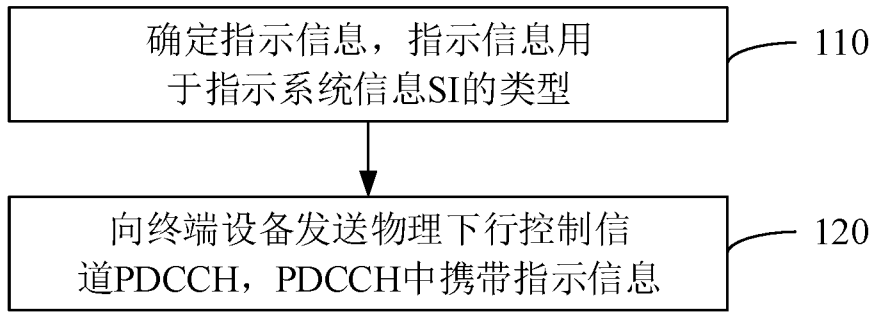 确定指示信息，指示信息用
于指示系统信息SI的类型
110
向终端设备发送物理下行控制信
道PDCCH，PDCCH中携带指示信息
120